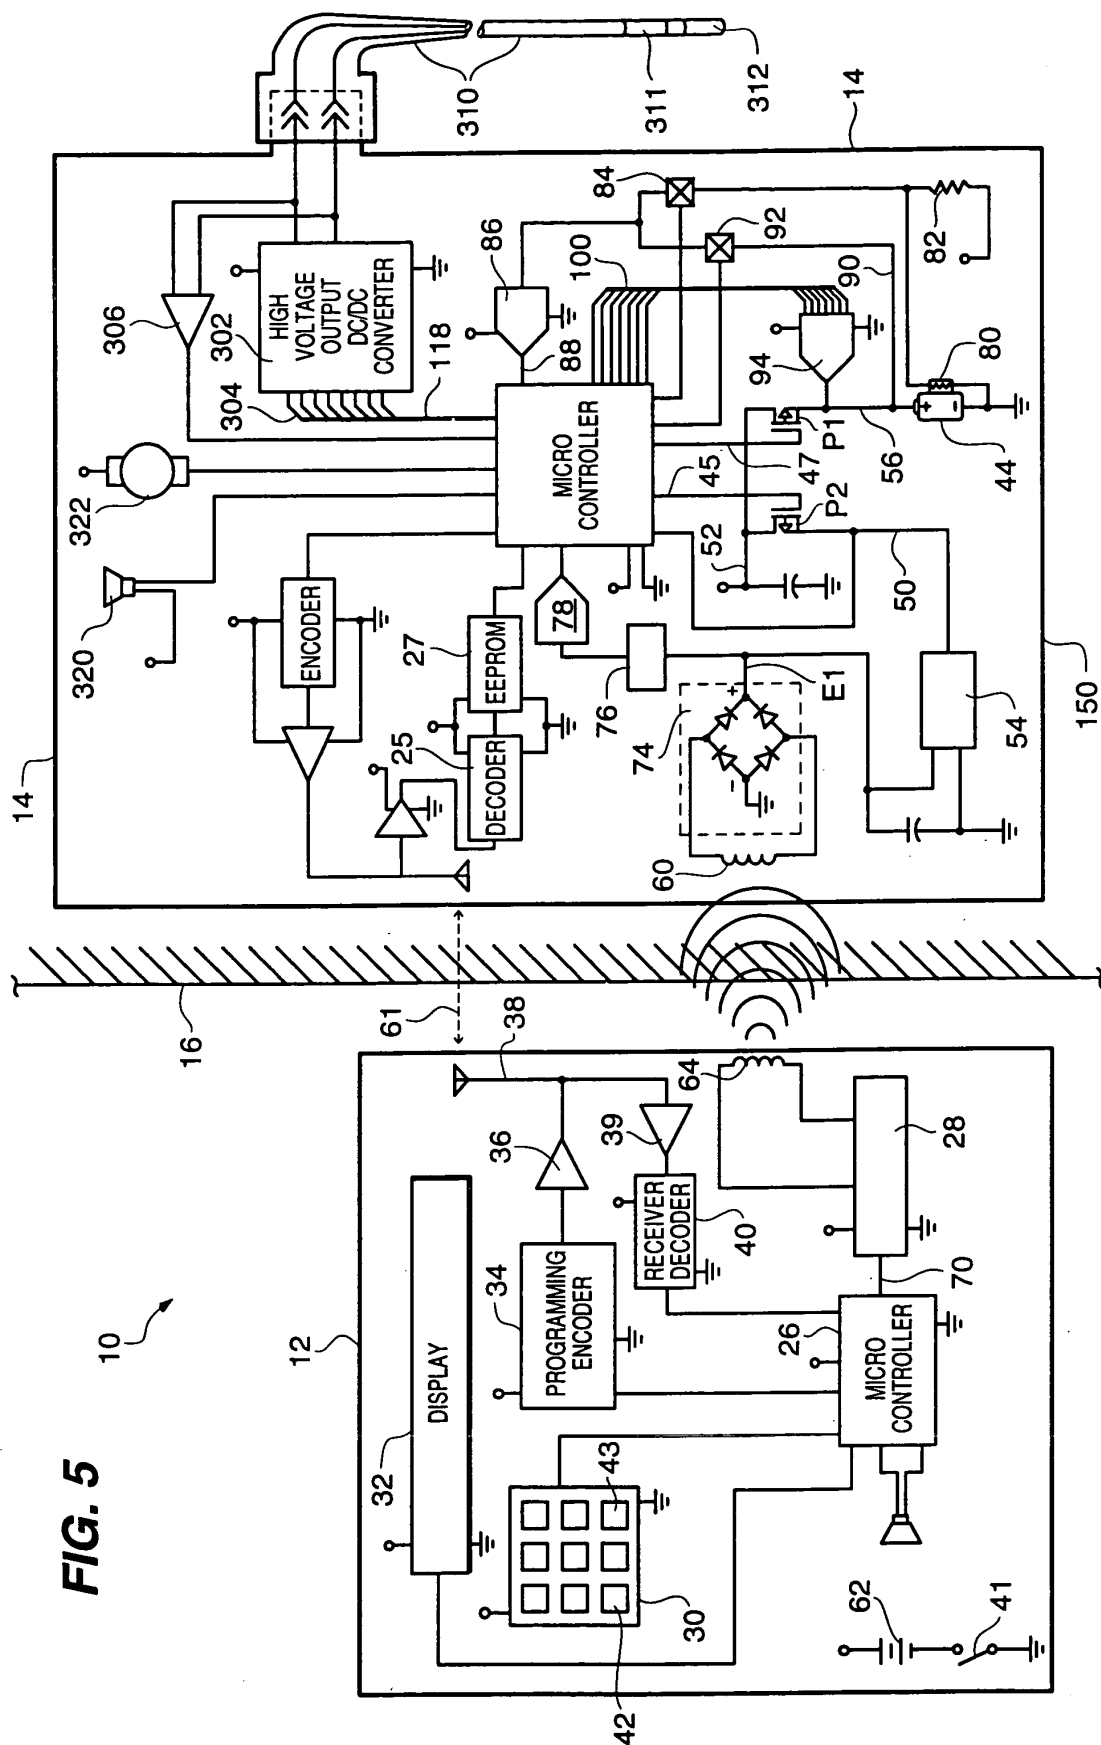 FIG. 5
10
12
32
DISPLAY
42
30
43
34
PROGRAMMING
ENCODER
36
38
39
RECEIVER
DECODER
40
62
41
26
MICRO
CONTROLLER
70
28
64
16
61
14
320
322
306
ENCODER
25
DECODER
27
EEPROM
302
HIGH
VOLTAGE
OUTPUT
DC/DC
CONVERTER
304
118
310
311
312
14
MICRO
CONTROLLER
88
86
100
84
92
78
76
74
+
-
E1
60
52
45
47
P2
P1
50
54
56
94
90
82
80
+
-
44
150